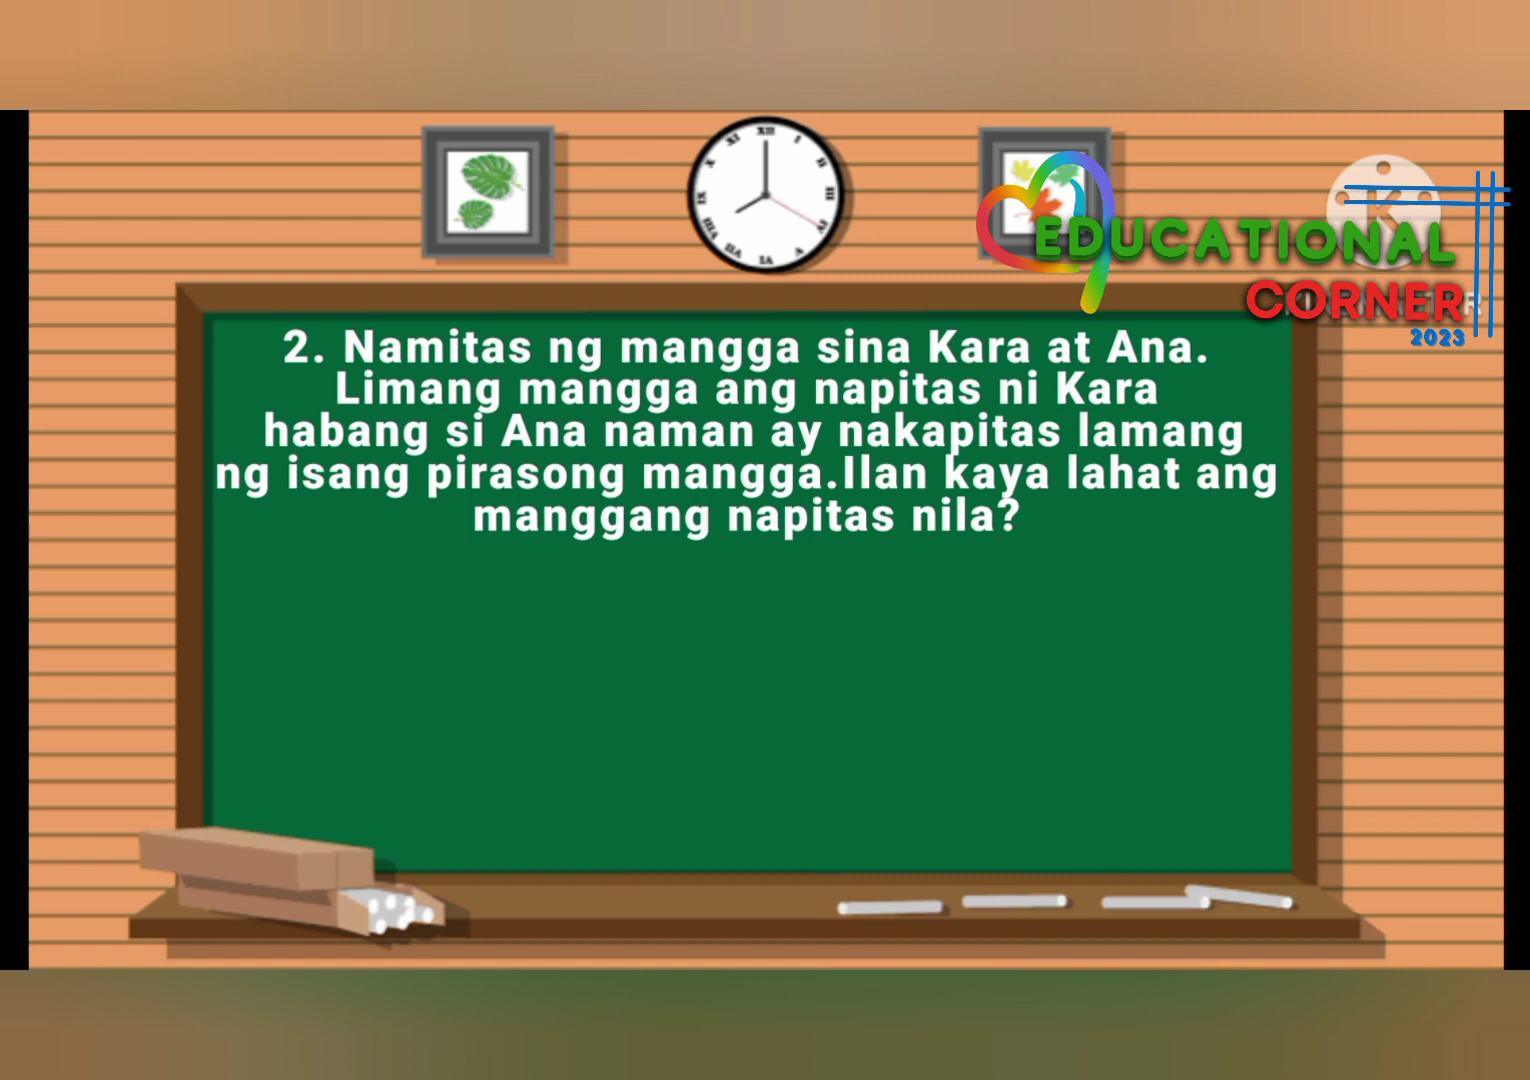 EDUCATIONAL
CORNER
2023
2. Namitas ng mangga sina Kara at Ana.
Limang mangga ang napitas ni Kara
habang si Ana naman ay nakapitas lamang
ng isang pirasong mangga.Ilan kaya lahat ang
manggang napitas nila?